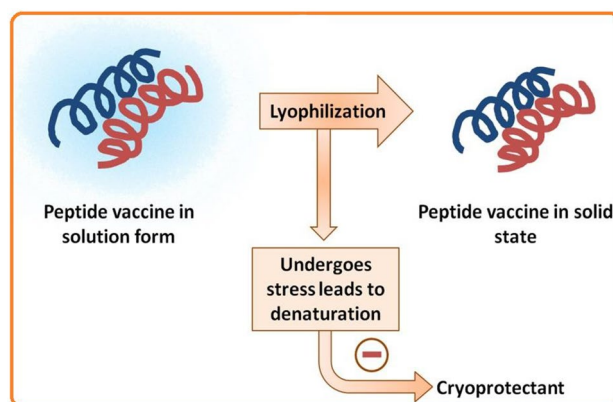 Lyophilization
Peptide vaccine in
solution form
Peptide vaccine in solid
state
Undergoes
stress leads to
denaturation
Cryoprotectant